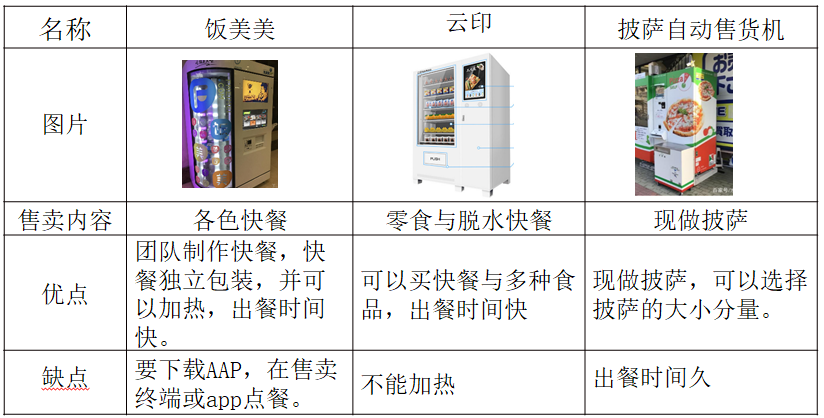 名称
饭美美
云印
披萨自动售货机
图片
PUSH
售卖内容
各色快餐
零食与脱水快餐
现做披萨
优点
团队制作快餐，快
餐独立包装，并可
以加热，出餐时间
快。
可以买快餐与多种食
品，出餐时间快
现做披萨，可以选择
披萨的大小分量。
缺点
要下载AAP，在售卖
终端或app点餐。
不能加热
出餐时间久